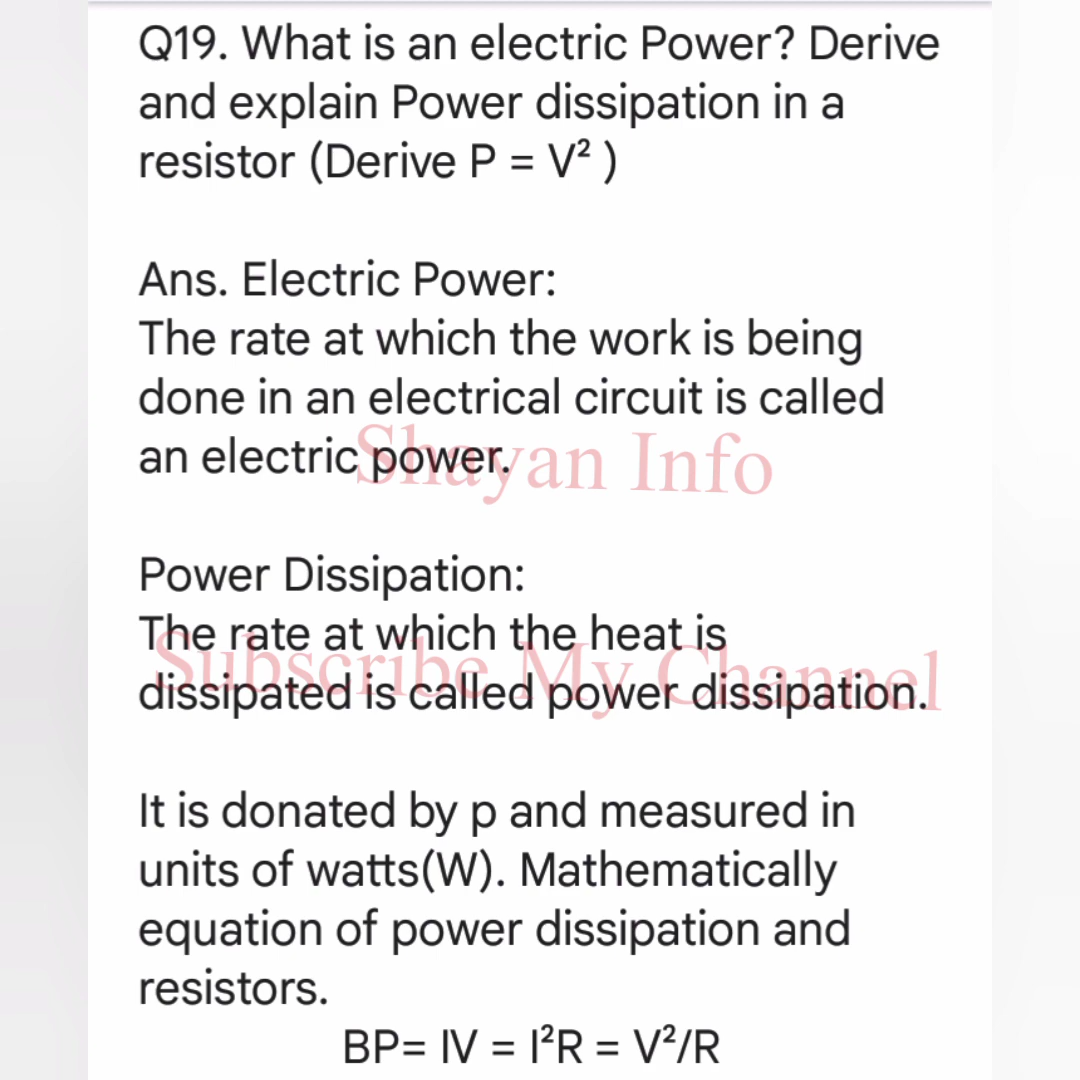 Q19. What is an electric Power? Derive
and explain Power dissipation in a
resistor (Derive P = V² )
Ans. Electric Power:
The rate at which the work is being
done in an electrical circuit is called
an electric power.
Shayan Info
Power Dissipation:
The rate at which the heat is
Subscribe My Channel
dissipated is called power dissipation.
It is donated by p and measured in
units of watts(W). Mathematically
equation of power dissipation and
resistors.
BP= IV = I²R = V²/R